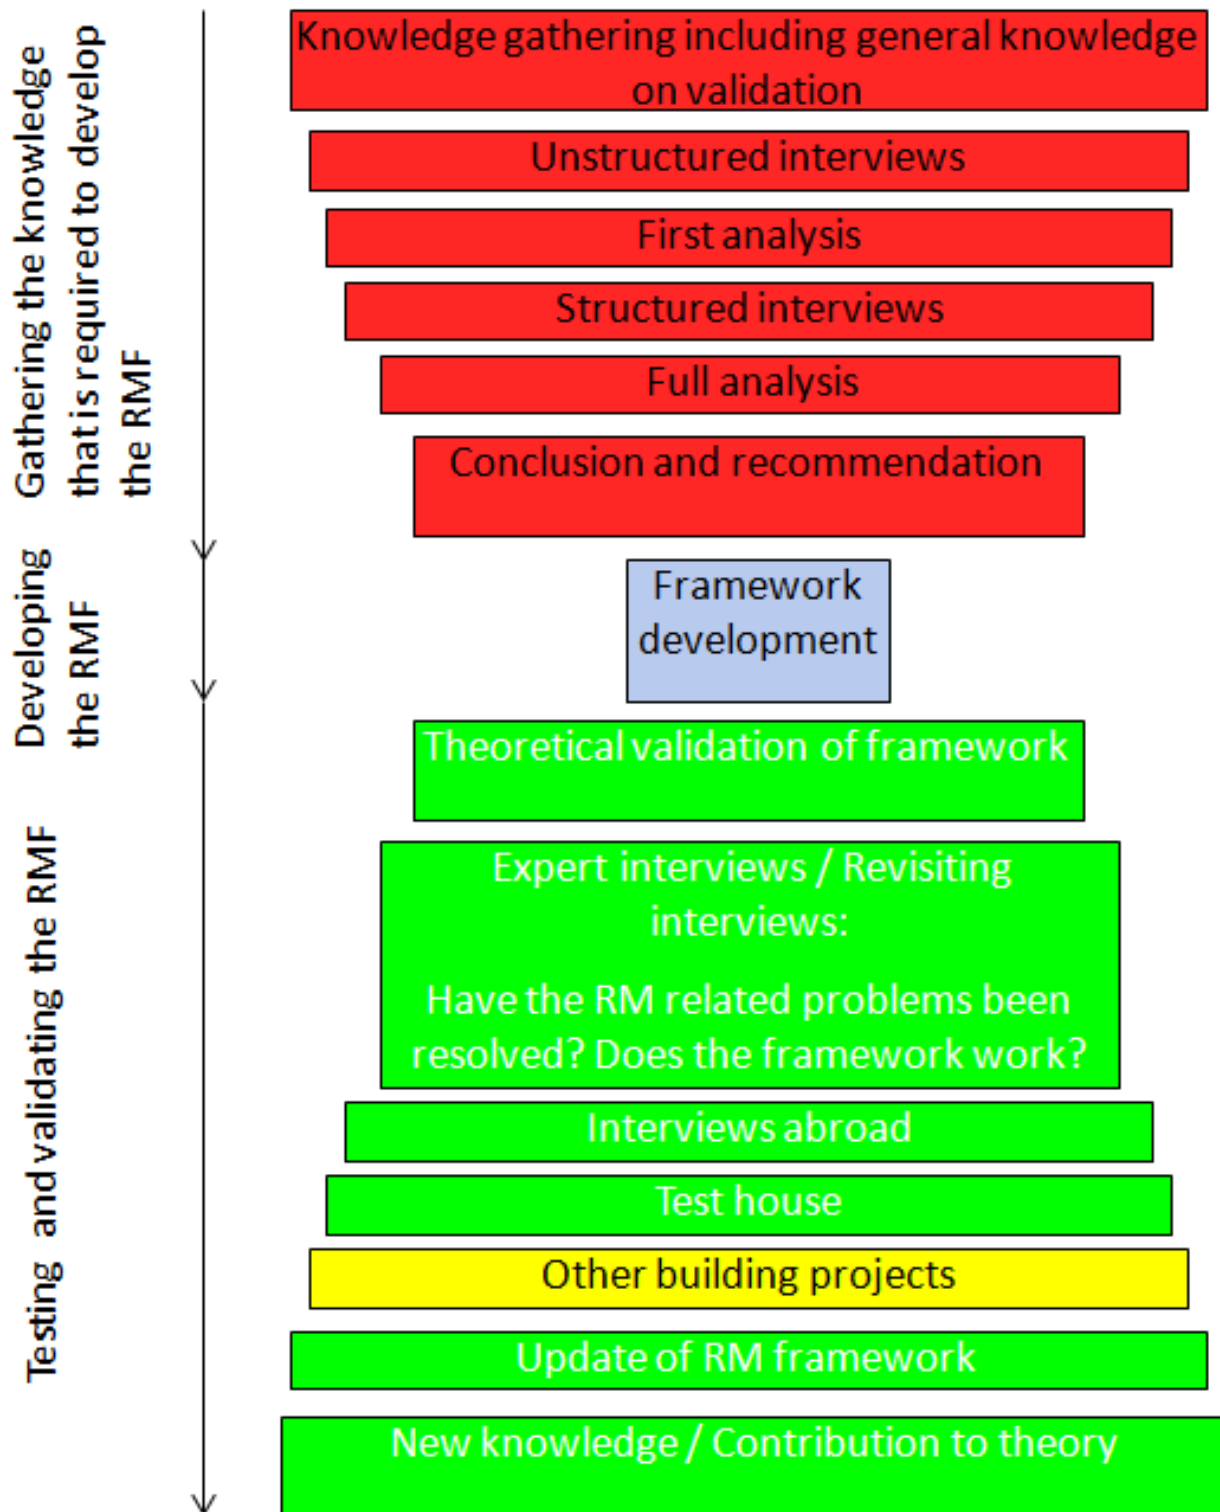 Gathering the knowledge
that is required to develop
the RMF
Knowledge gathering including general knowledge
on validation
Unstructured interviews
First analysis
Structured interviews
Full analysis
Conclusion and recommendation
Developing
the RMF
Framework
development
Testing and validating the RMF
Theoretical validation of framework
Expert interviews / Revisiting
interviews:
Have the RM related problems been
resolved? Does the framework work?
Interviews abroad
Test house
Other building projects
Update of RM framework
New knowledge / Contribution to theory